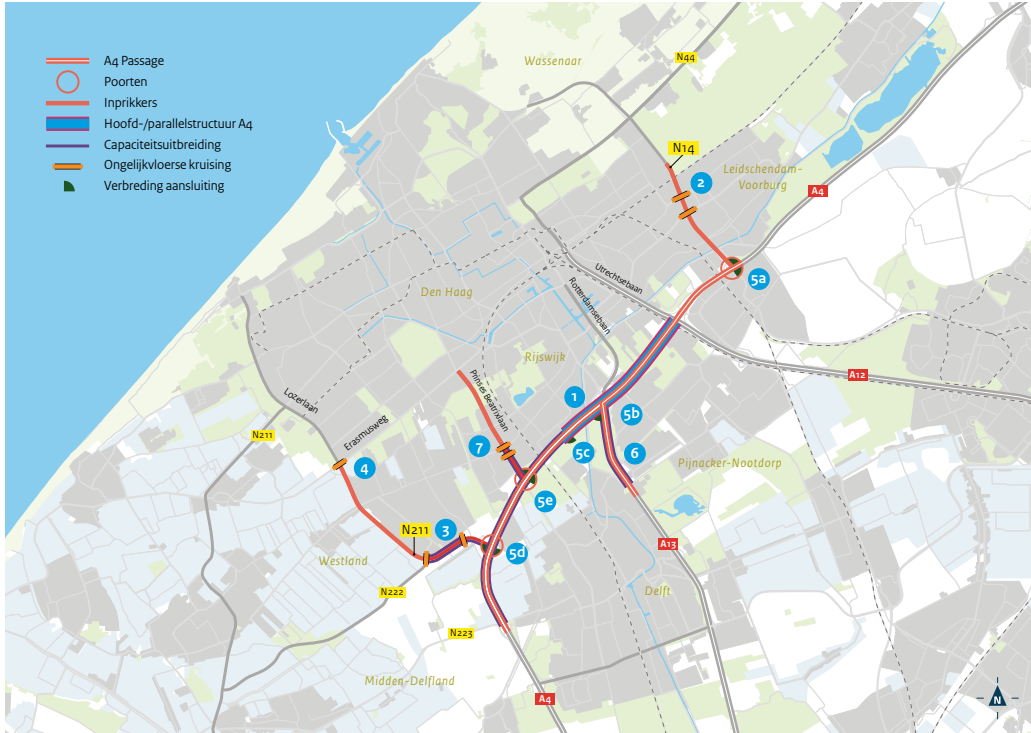 A4 Passage
Poorten
Inprikkers
Hoofd-/parallelstructuur A4
Capaciteitsuitbreiding
Ongelijkvloerse kruising
Verbreding aansluiting
Wassenaar
N44
N14
2
Leidschendam-
Voorburg
A4
5a
Utrechtsebaan
Den Haag
Rotterdamsebaan
Rijswijk
A12
Prinses Beatrixlaan
1
5b
Lozerlaan
Erasmusweg
N211
7
5c
6
4
Pijnacker-Nootdorp
5e
N211
3
5d
A13
Westland
N222
Delft
N223
Midden-Delfland
A4
N